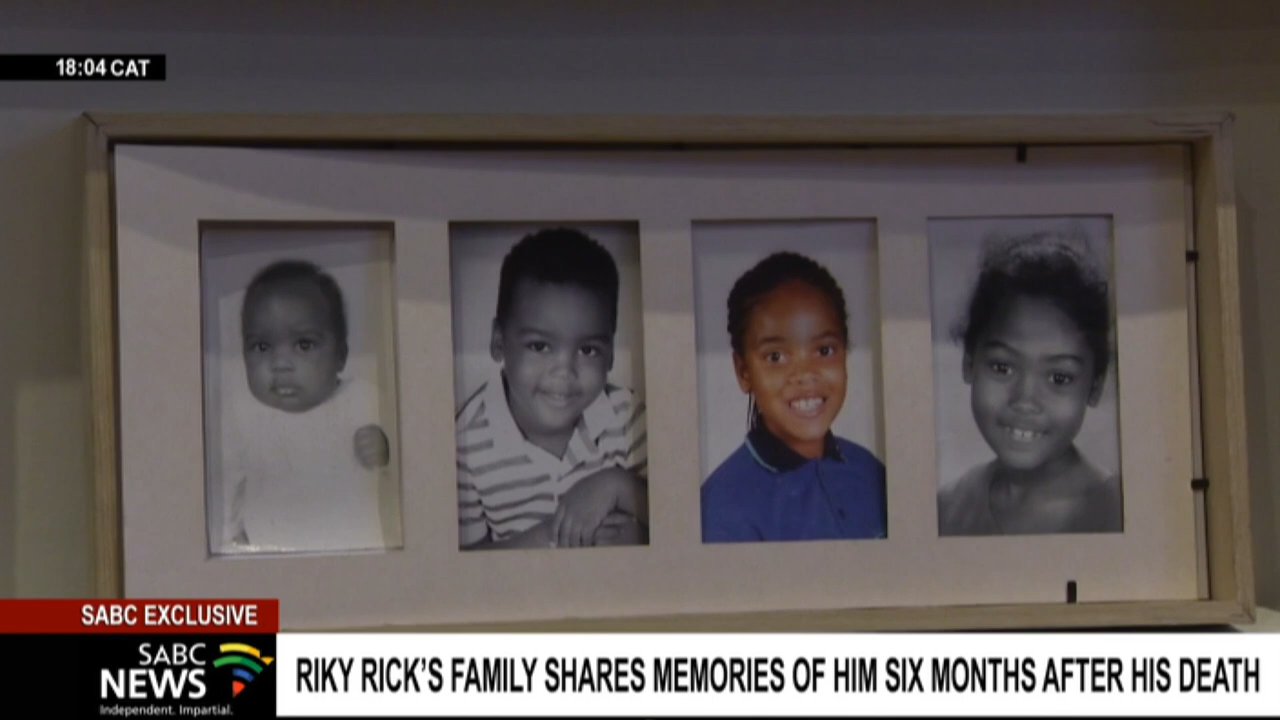 18:04 CAT
SABC EXCLUSIVE
SABC
NEWS
Independent. Impartial.
RIKY RICK'S FAMILY SHARES MEMORIES OF HIM SIX MONTHS AFTER HIS DEATH